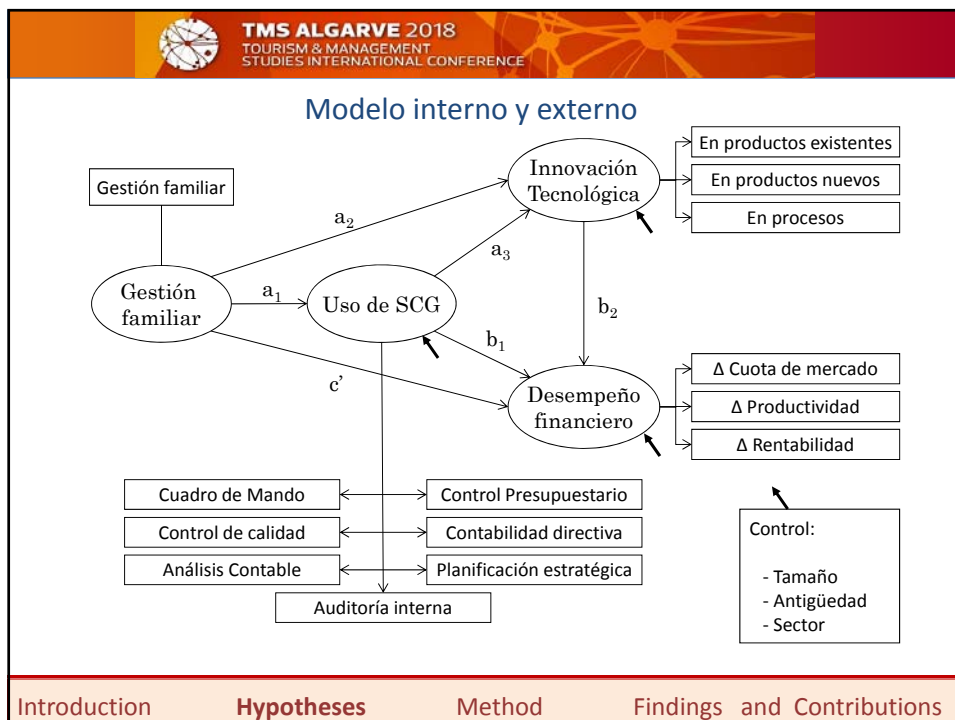 TMS ALGARVE 2018
TOURISM & MANAGEMENT
STUDIES INTERNATIONAL CONFERENCE
Modelo interno y externo
Gestión familiar
Gestión
familiar
a₁
a₂
c'
Uso de SCG
a₃
b₁
Innovación
Tecnológica
b₂
Desempeño
financiero
En productos existentes
En productos nuevos
En procesos
Δ Cuota de mercado
Δ Productividad
Δ Rentabilidad
Cuadro de Mando
Control Presupuestario
Control de calidad
Contabilidad directiva
Análisis Contable
Planificación estratégica
Auditoría interna
Control:
- Tamaño
- Antigüedad
- Sector
Introduction Hypotheses Method Findings and Contributions